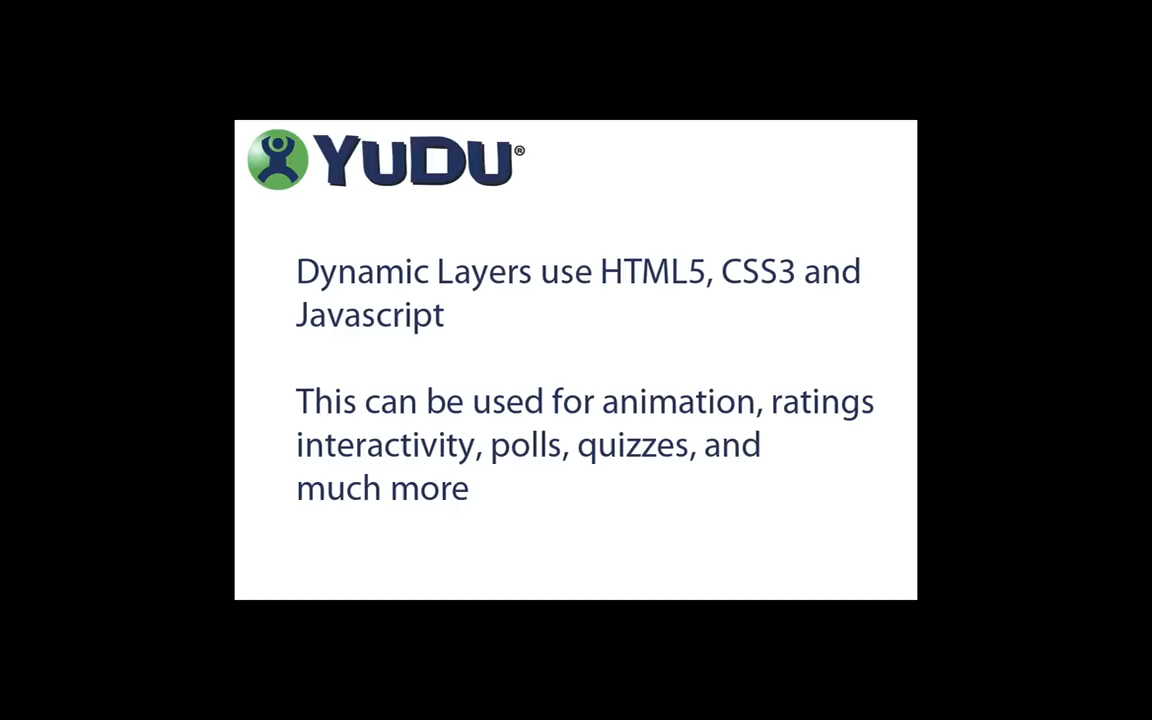 YUDU®
Dynamic Layers use HTML5, CSS3 and
Javascript
This can be used for animation, ratings
interactivity, polls, quizzes, and
much more